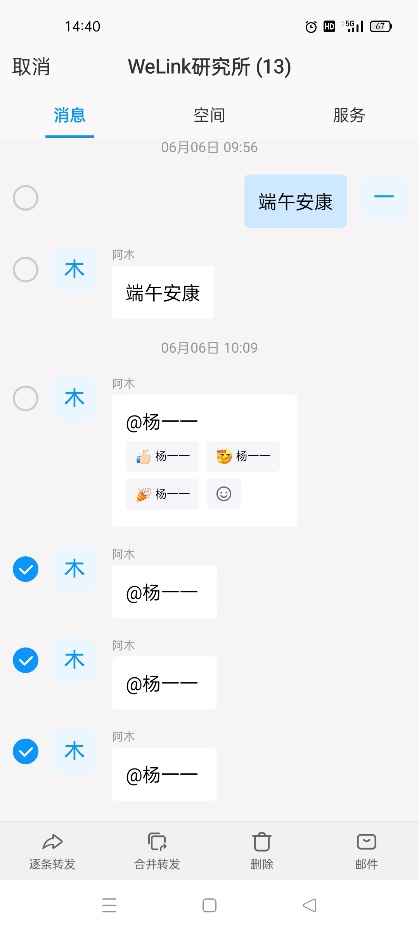 14:40
HD 5G 67
取消
WeLink研究所 (13)
消息
空间
服务
06月06日 09:56
端午安康
一
木
阿木
端午安康
06月06日 10:09
木
阿木
@杨一一
杨一一
杨一一
杨一一
木
阿木
@杨一一
木
阿木
@杨一一
木
阿木
@杨一一
逐条转发
合并转发
删除
邮件